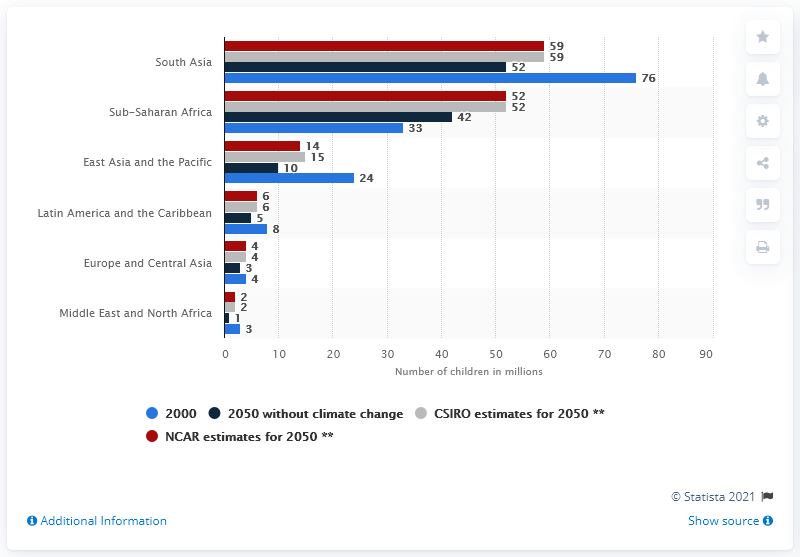 South Asia
59
59
52
76
Sub-Saharan Africa
52
52
42
33
East Asia and the Pacific
14
15
10
24
Latin America and the Caribbean
6
6
5
8
Europe and Central Asia
4
4
3
4
Middle East and North Africa
2
2
1
3
0 10 20 30 40 50 60 70 80 90
Number of children in millions
2000 2050 without climate change CSIRO estimates for 2050 **
NCAR estimates for 2050 **
© Statista 2021
Additional Information Show source